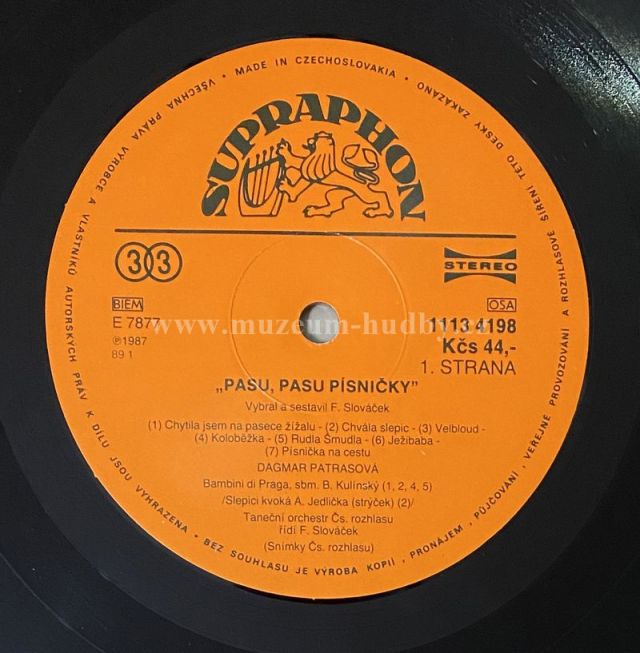 VŠECHNA PRÁVA VÝROBCE A VLASTNÍKŮ AUTORSKÝCH PRÁV K DÍLU JSOU VYHRAZENA • BEZ SOUHLASU JE VÝROBA KOPIÍ, PRONÁJEM, PŮJČOVÁNÍ, VEŘEJNÉ PROVOZOVÁNÍ A ROZHLASOVÉ ŠÍŘENÍ TÉTO DESKY ZAKÁZÁNO • MADE IN CZECHOSLOVAKIA •
SUPRAPHON
33
STEREO
BIEM
OSA
E 7877
1113 4198
℗1987
Kčs 44,-
89 1
1. STRANA
www.muzeum-hudby.eu
„PASU, PASU PÍSNIČKY”
Vybral a sestavil F. Slováček
(1) Chytila jsem na pasece žížalu - (2) Chvála slepic - (3) Velbloud -
(4) Koloběžka - (5) Rudla Šmudla - (6) Ježibaba -
(7) Písnička na cestu
DAGMAR PATRASOVÁ
Bambini di Praga, sbm. B. Kulínský (1, 2, 4, 5)
/Slepici kvoká A. Jedlička (strýček) (2)/
Taneční orchestr Čs. rozhlasu
řídí F. Slováček
(Snímky Čs. rozhlasu)